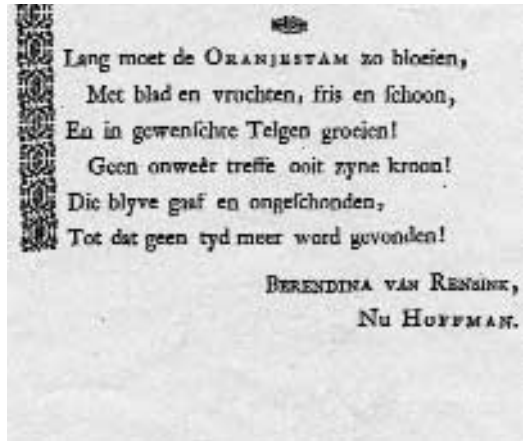 Lang moet de ORANJESTAM zo bloeien,
Met blad en vruchten, fris en ſchoon,
En in gewenſchte Telgen groeien!
Geen onweêr treffe ooit zyne kroon!
Die blyve gaaf en ongeſchonden,
Tot dat geen tyd meer word gevonden!
BERENDINA VAN RENSINK,
NU HOFFMAN.